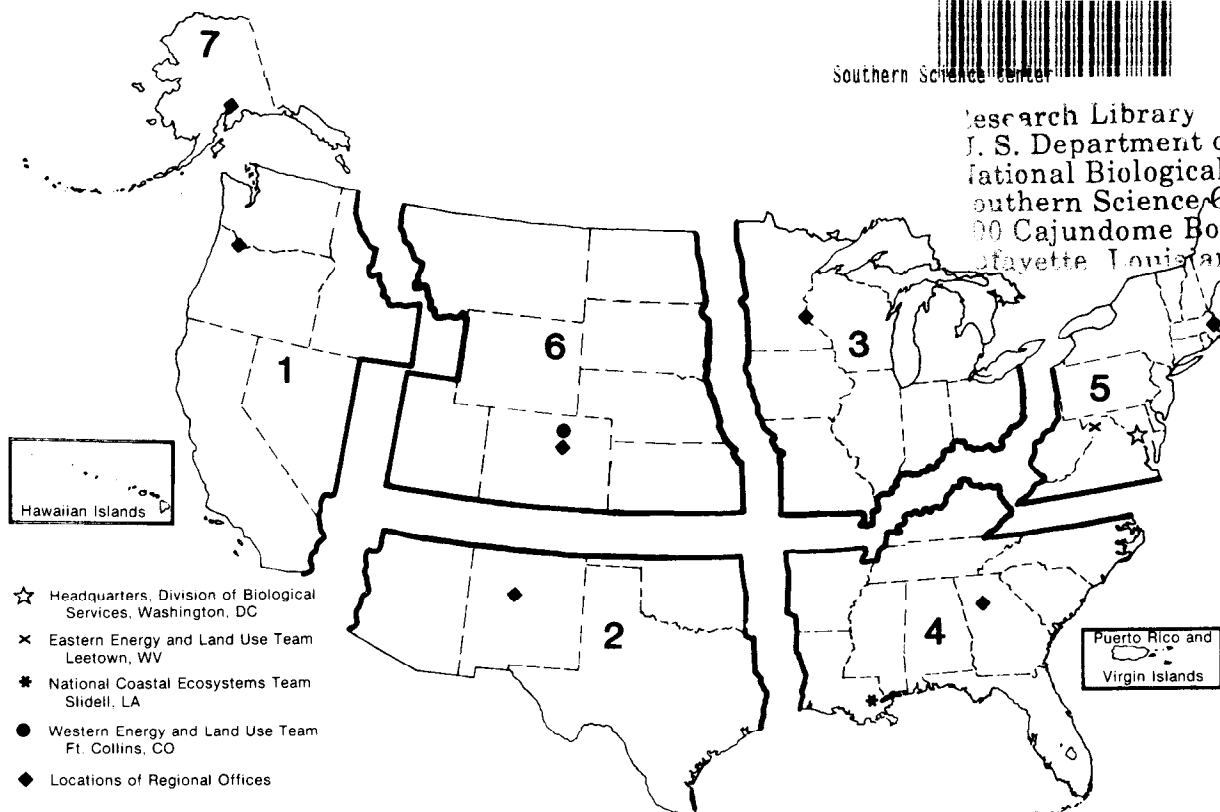 7
Southern Science Center
Research Library
U. S. Department
National Biological
Southern Science
Cajundome
Lafayette
1
6
3
5
Hawaiian Islands
2
4
Puerto Rico and
Virgin Islands
Headquarters, Division of Biological
Services, Washington, DC
Eastern Energy and Land Use Team
Leetown, WV
National Coastal Ecosystems Team
Slidell, LA
Western Energy and Land Use Team
Ft. Collins, CO
Locations of Regional Offices